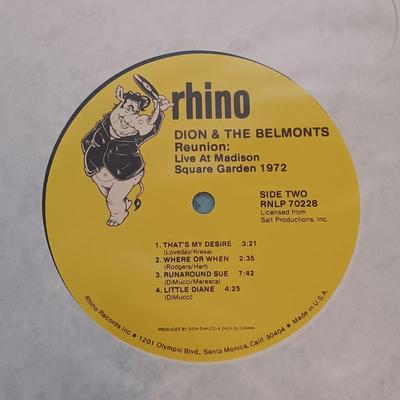 rhino
DION & THE BELMONTS
Reunion:
Live At Madison
Square Garden 1972
SIDE TWO
RNLP 70228
Licensed from
Salt Productions, Inc.
1. THAT'S MY DESIRE 3:21
(Loveday/Kresa)
2. WHERE OR WHEN 2:35
(Rodgers/Hart)
3. RUNAROUND SUE 7:42
(DiMucci/Maresca)
4. LITTLE DIANE 4:25
(DiMucci)
PRODUCED BY DION DiMUCCI & ZACH GLICKMAN
Rhino Records Inc • 1201 Olympic Blvd., Santa Monica, Calif. 90404 • Made in U.S.A.